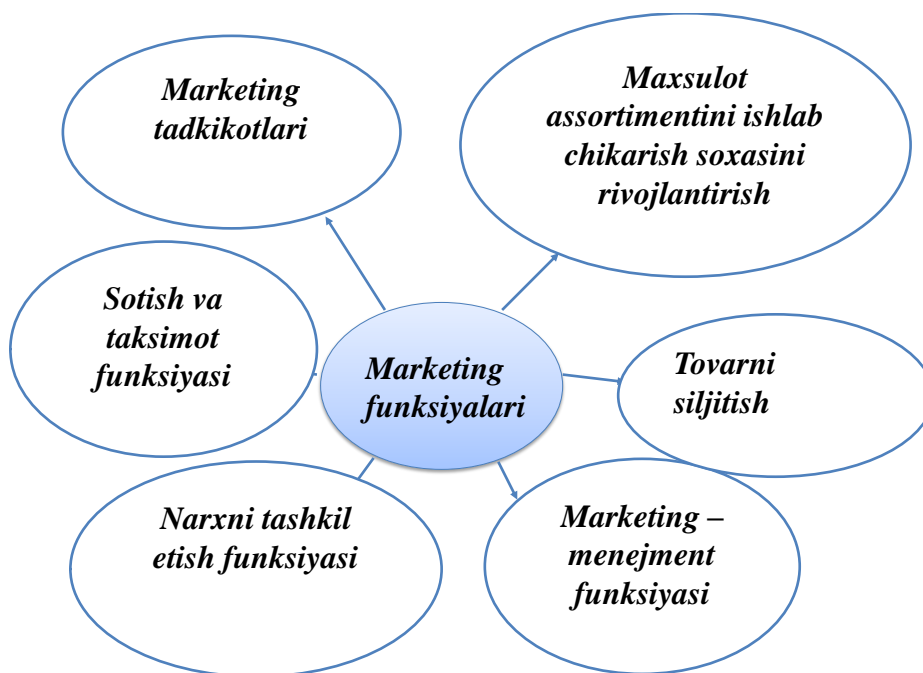 Marketing
tadkikotlari
Maxsulot
assortimentini ishlab
chikarish soxasini
rivojlantirish
Sotish va
taksimot
funksiyasi
Marketing
funksiyalari
Tovarni
siljitish
Narxni tashkil
etish funksiyasi
Marketing –
menejment
funksiyasi